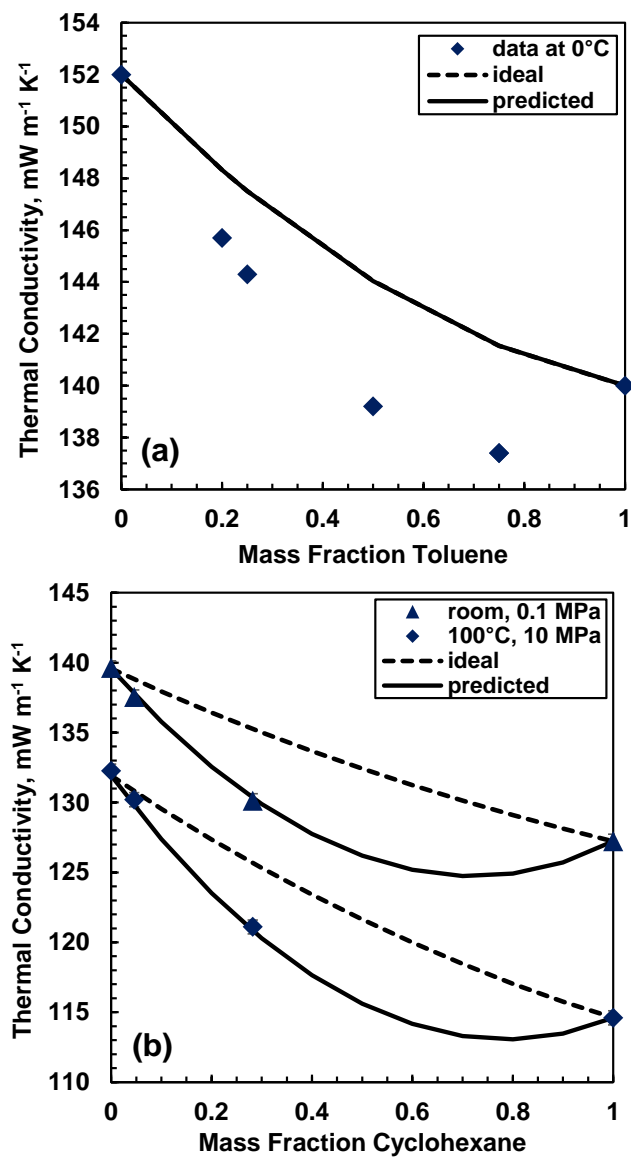 154
152
150
148
146
144
142
140
138
136
Thermal Conductivity, mW m⁻¹ K⁻¹
data at 0°C
ideal
predicted
(a)
0 0.2 0.4 0.6 0.8 1
Mass Fraction Toluene
145
140
135
130
125
120
115
110
Thermal Conductivity, mW m⁻¹ K⁻¹
room, 0.1 MPa
100°C, 10 MPa
ideal
predicted
(b)
0 0.2 0.4 0.6 0.8 1
Mass Fraction Cyclohexane